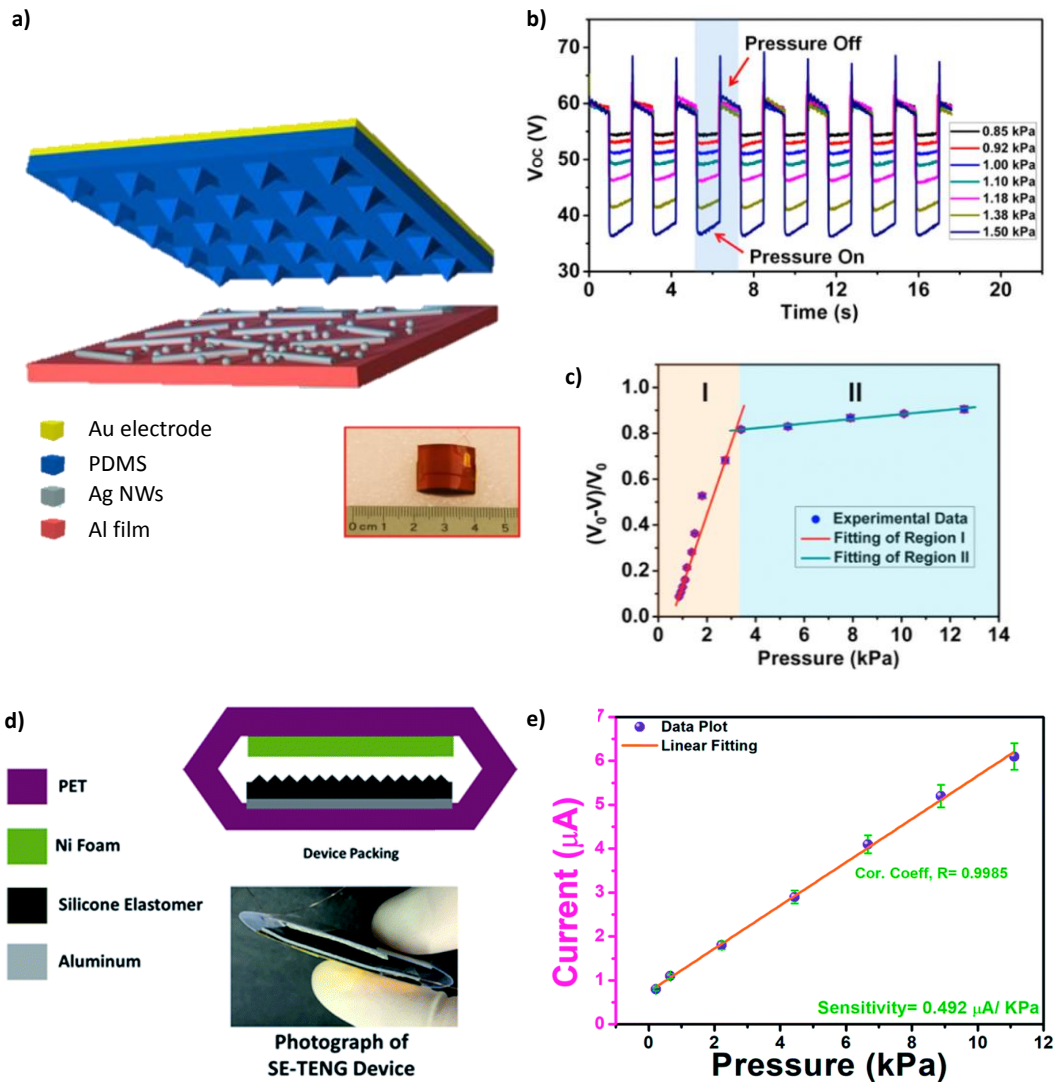 a)
Au electrode
PDMS
Ag NWs
Al film
0 cm 1 2 3 4 5
b)
70
60
50
40
30
V_OC (V)
Pressure Off
Pressure On
0.85 kPa
0.92 kPa
1.00 kPa
1.10 kPa
1.18 kPa
1.38 kPa
1.50 kPa
0 4 8 12 16 20
Time (s)
c)
1.0
0.8
0.6
0.4
0.2
0.0
(V₀-V)/V₀
I II
Experimental Data
Fitting of Region I
Fitting of Region II
0 2 4 6 8 10 12 14
Pressure (kPa)
d)
PET
Ni Foam
Silicone Elastomer
Aluminum
Device Packing
Photograph of
SE-TENG Device
e)
7
6
5
4
3
2
1
0
Current (μA)
Data Plot
Linear Fitting
Cor. Coeff, R= 0.9985
Sensitivity= 0.492 μA/ KPa
0 2 4 6 8 10 12
Pressure (kPa)